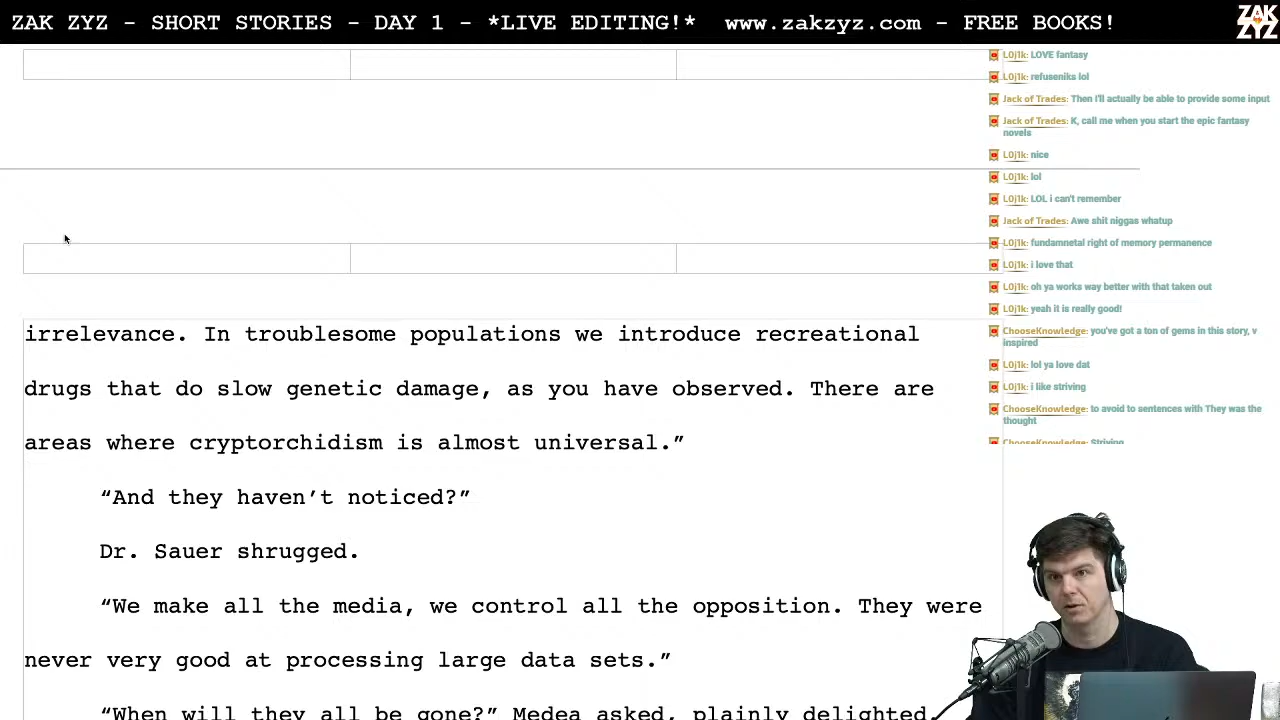 ZAK ZYZ - SHORT STORIES - DAY 1 - *LIVE EDITING!* www.zakzyz.com - FREE BOOKS!
ZAK
ZYZ
L0j1k: LOVE fantasy
L0j1k: refuseniks lol
Jack of Trades: Then I'll actually be able to provide some input
Jack of Trades: K, call me when you start the epic fantasy
novels
L0j1k: nice
L0j1k: lol
L0j1k: LOL i can't remember
Jack of Trades: Awe shit niggas whatup
L0j1k: fundamnetal right of memory permanence
L0j1k: i love that
L0j1k: oh ya works way better with that taken out
L0j1k: yeah it is really good!
ChooseKnowledge: you've got a ton of gems in this story, v
inspired
L0j1k: lol ya love dat
L0j1k: i like striving
ChooseKnowledge: to avoid to sentences with They was the
thought
ChooseKnowledge: Striving
irrelevance. In troublesome populations we introduce recreational
drugs that do slow genetic damage, as you have observed. There are
areas where cryptorchidism is almost universal.”
“And they haven’t noticed?”
Dr. Sauer shrugged.
“We make all the media, we control all the opposition. They were
never very good at processing large data sets.”
“When will they all be gone?” Medea asked, plainly delighted.